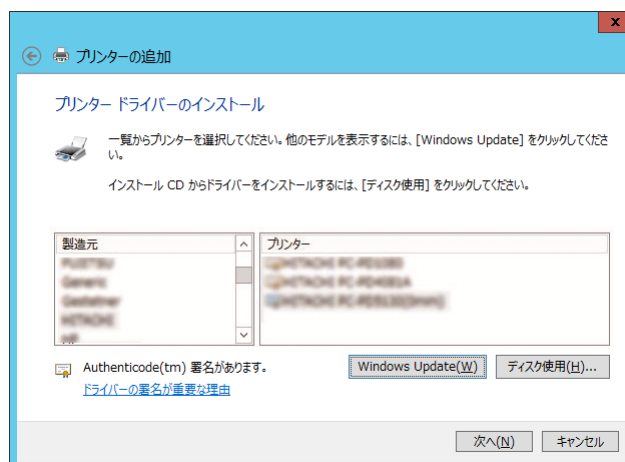 x
プリンターの追加
プリンター ドライバーのインストール
一覧からプリンターを選択してください。他のモデルを表示するには、[Windows Update] をクリックしてくださ
い。
インストール CD からドライバーをインストールするには、[ディスク使用] をクリックしてください。
製造元
プリンター
Authenticode(tm) 署名があります。
Windows Update(W)
ディスク使用(H)...
ドライバーの署名が重要な理由
次へ(N)
キャンセル